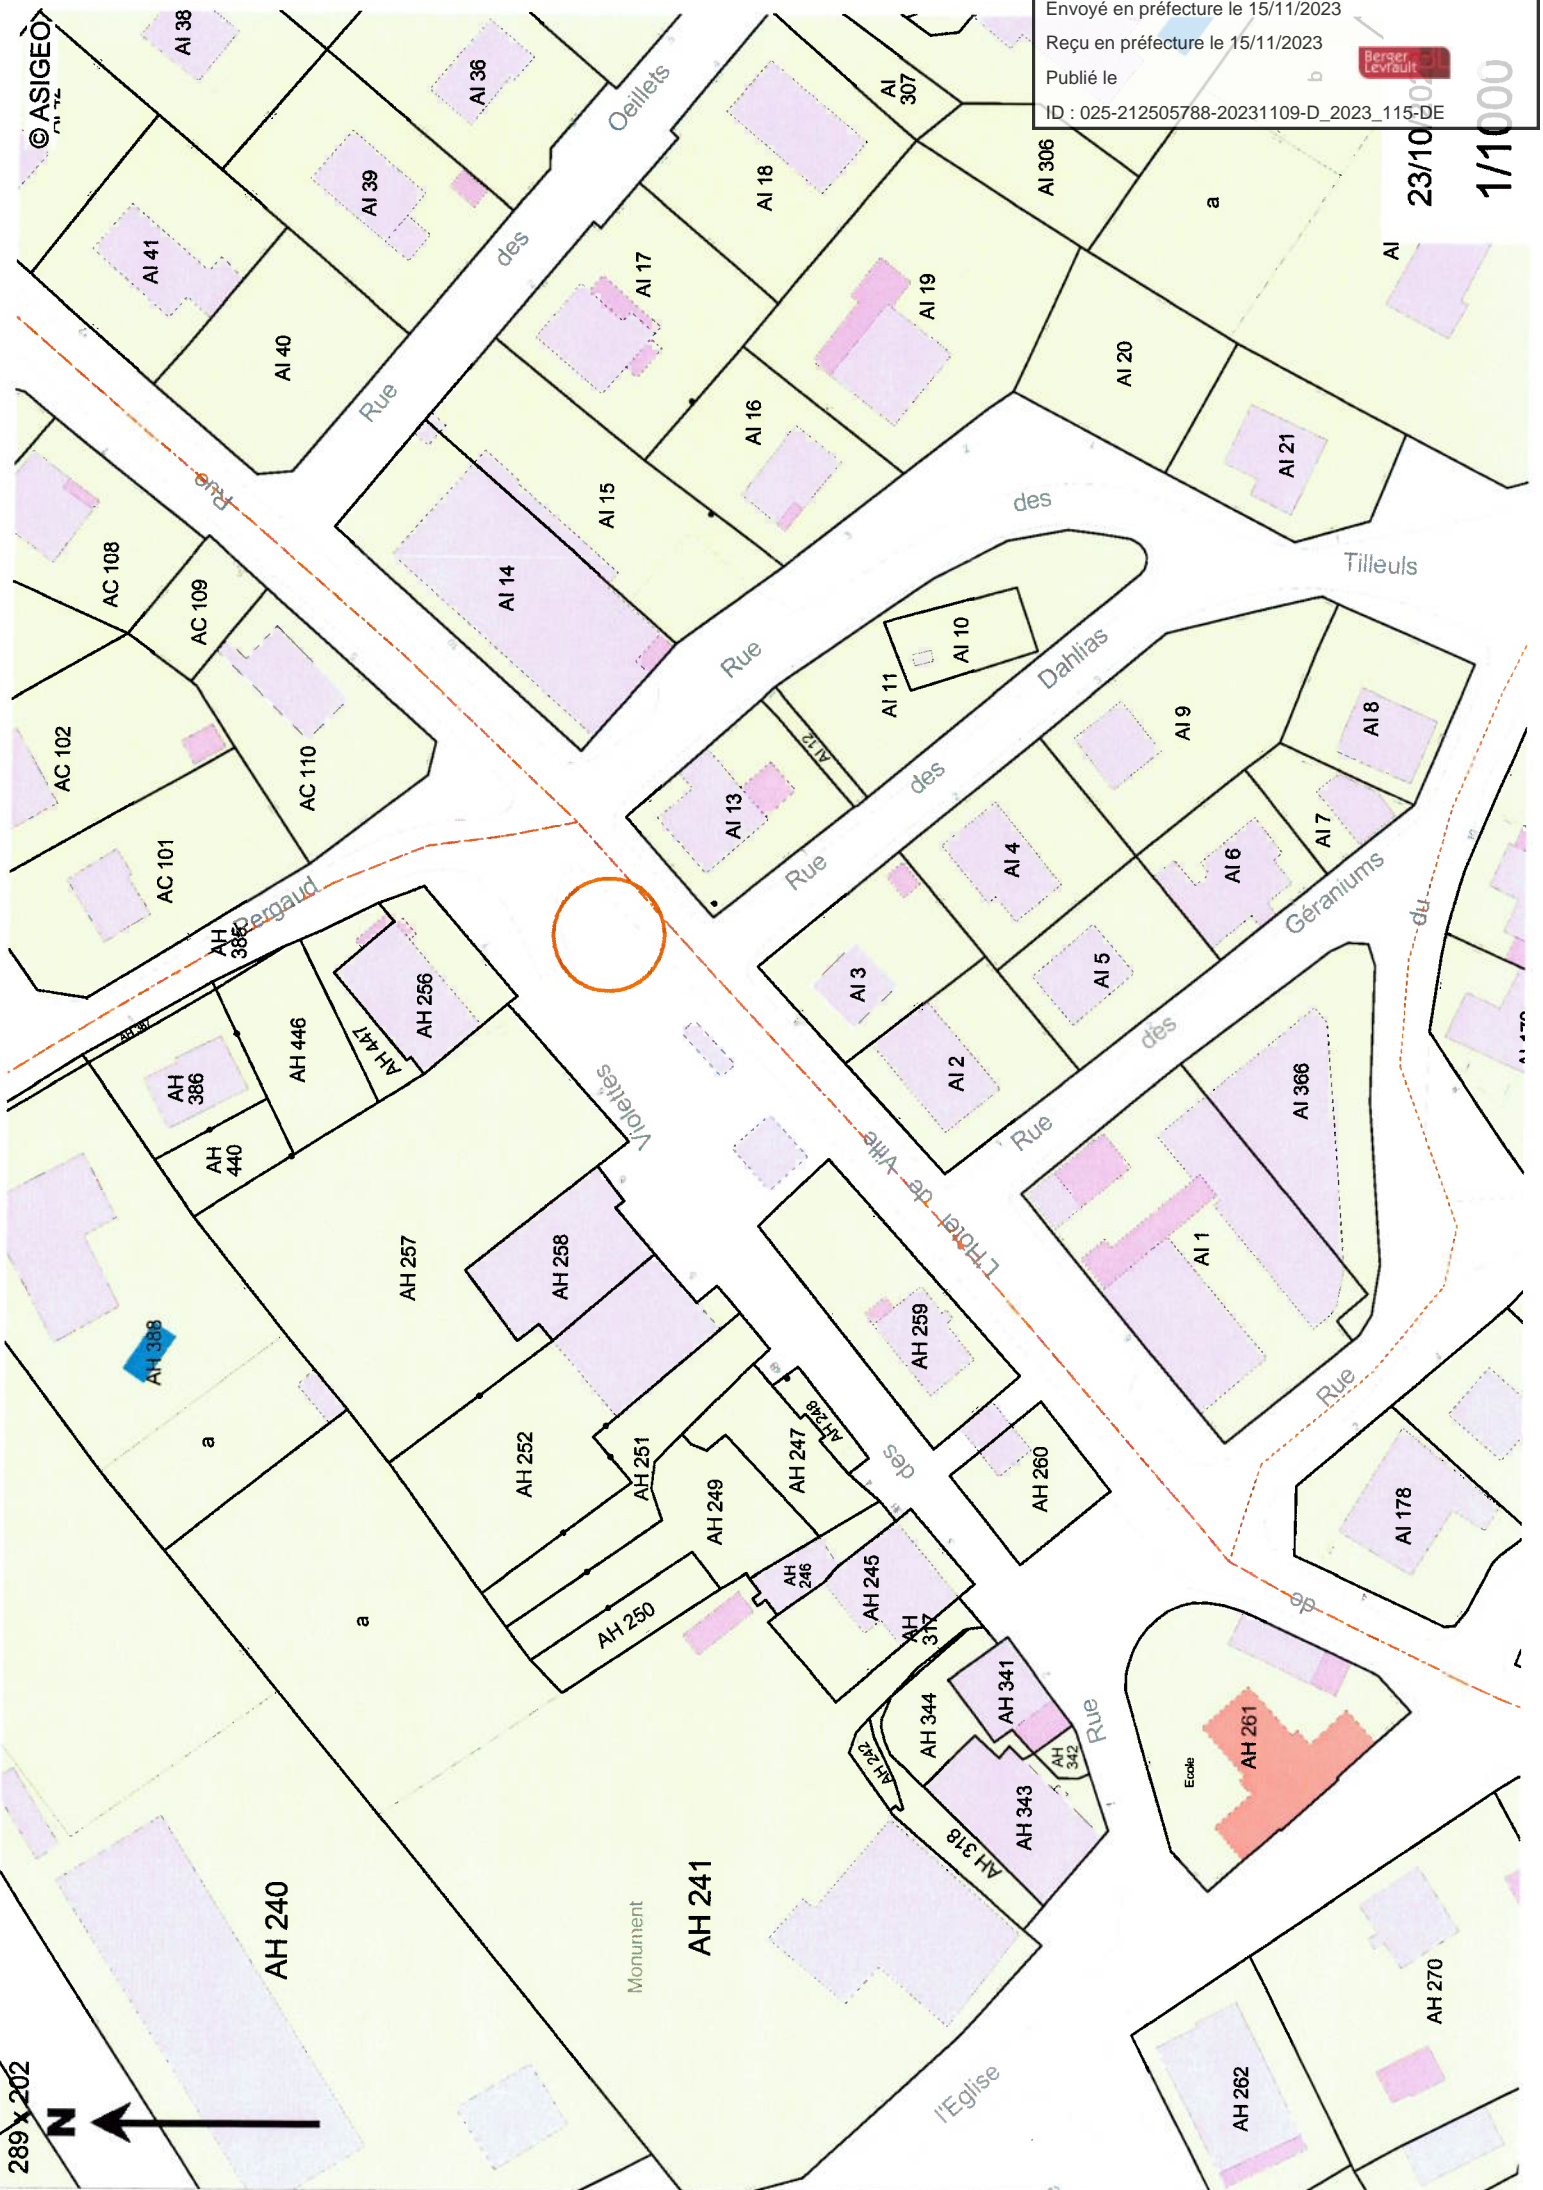 Envoyé en préfecture le 15/11/2023
Reçu en préfecture le 15/11/2023
Publié le
ID : 025-212505788-20231109-D_2023_115-DE
Berger
Levrault
© ASIGEO
1/1000
289 x 202
N
AI 38
AI 36
AI 39
AI 41
AI 40
Oeillets
des
Rue
AI
307
AI 306
AI 18
AI 17
AI 19
AI 16
AI 15
AI 14
AI 20
AI 21
AI
a
Rue
AC 108
AC 109
AC 102
AC 110
AC 101
des
Tilleuls
Rue
AI 10
AI 11
AI 12
AI 13
Dahlias
des
Rue
AI 9
AI 8
AI 7
AI 6
AI 4
AI 5
AI 3
AI 2
Géraniums
des
Rue
du
Rue
AI 366
AI 1
Pergaud
AH
385
AH 387
AH
386
AH 446
AH 447
AH 256
AH
440
Violettes
AH 257
AH 258
AH 388
a
AH 252
AH 251
AH 249
AH 247
AH 248
AH 250
AH
246
AH 245
AH
317
AH 259
AH 260
des
L'Hôtel de Ville
de
Rue
AI 178
a
AH 344
AH 341
AH
342
AH 343
AH 242
AH 318
Ecole
AH 261
AH 240
AH 241
Monument
l'Eglise
AH 262
AH 270